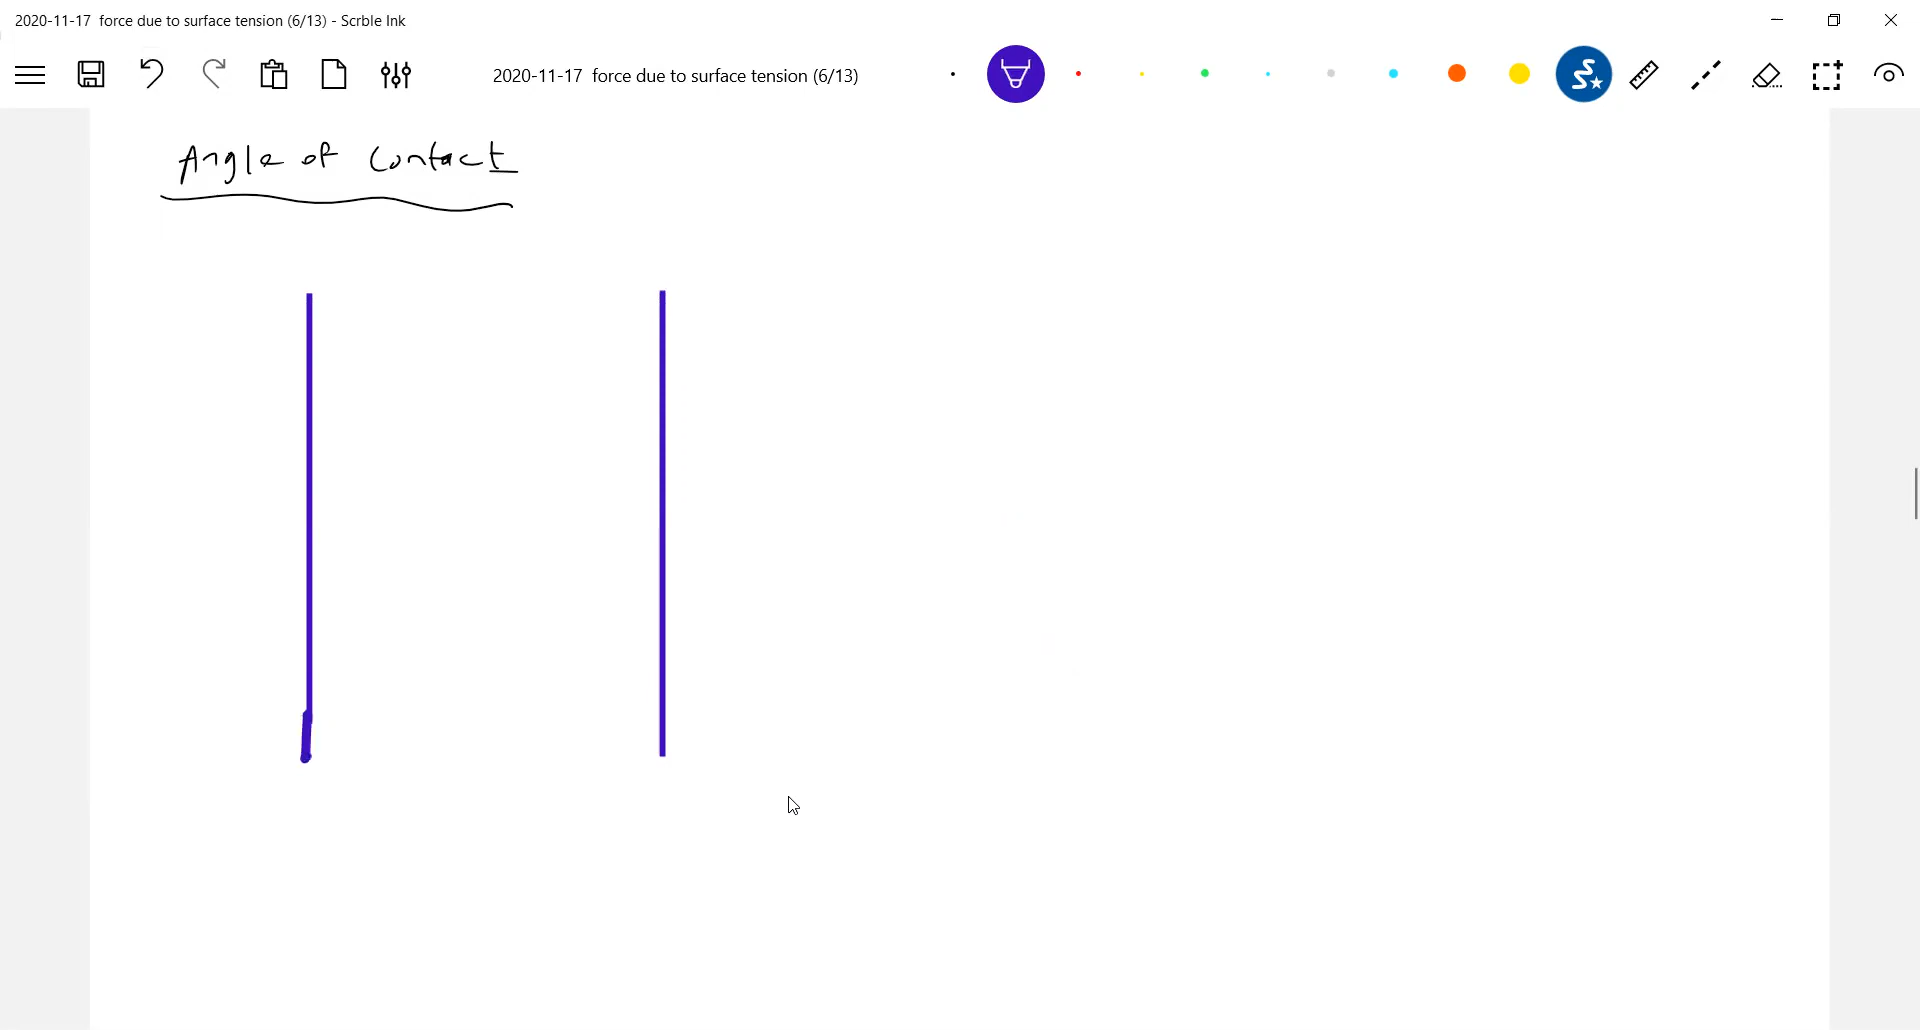 2020-11-17 force due to surface tension (6/13) - Scrble Ink
2020-11-17 force due to surface tension (6/13)
Angle of Contact